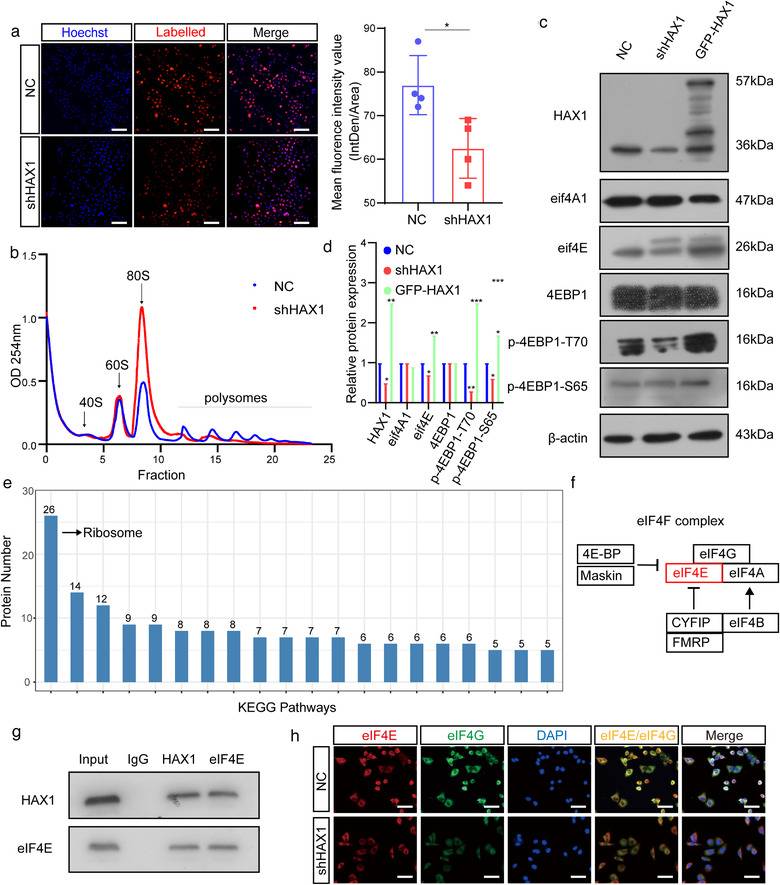 a
Hoechst Labelled Merge
NC
shHAX1
Mean fluorence intensity value
(IntDen/Area)
90
80
70
60
50
*
NC shHAX1
c
NC shHAX1 GFP-HAX1
HAX1
57kDa
36kDa
eif4A1 47kDa
eif4E 26kDa
4EBP1 16kDa
p-4EBP1-T70 16kDa
p-4EBP1-S65 16kDa
β-actin 43kDa
b
OD 254nm
1.5
1.0
0.5
0.0
80S
60S
40S
polysomes
NC
shHAX1
0 5 10 15 20 25
Fraction
d
Relative protein expression
4
3
2
1
0
NC
shHAX1
GFP-HAX1
** * ** * *** ** *** * *
HAX1 eif4A1 eif4E 4EBP1 p-4EBP1-T70 p-4EBP1-S65
e
Protein Number
30
20
10
0
26 14 12 9 9 8 8 8 7 7 7 7 6 6 6 6 6 5 5 5
Ribosome
KEGG Pathways
f
eIF4F complex
4E-BP
Maskin
eIF4G
eIF4E eIF4A
CYFIP eIF4B
FMRP
g
Input IgG HAX1 eIF4E
HAX1
eIF4E
h
eIF4E eIF4G DAPI eIF4E/eIF4G Merge
NC
shHAX1